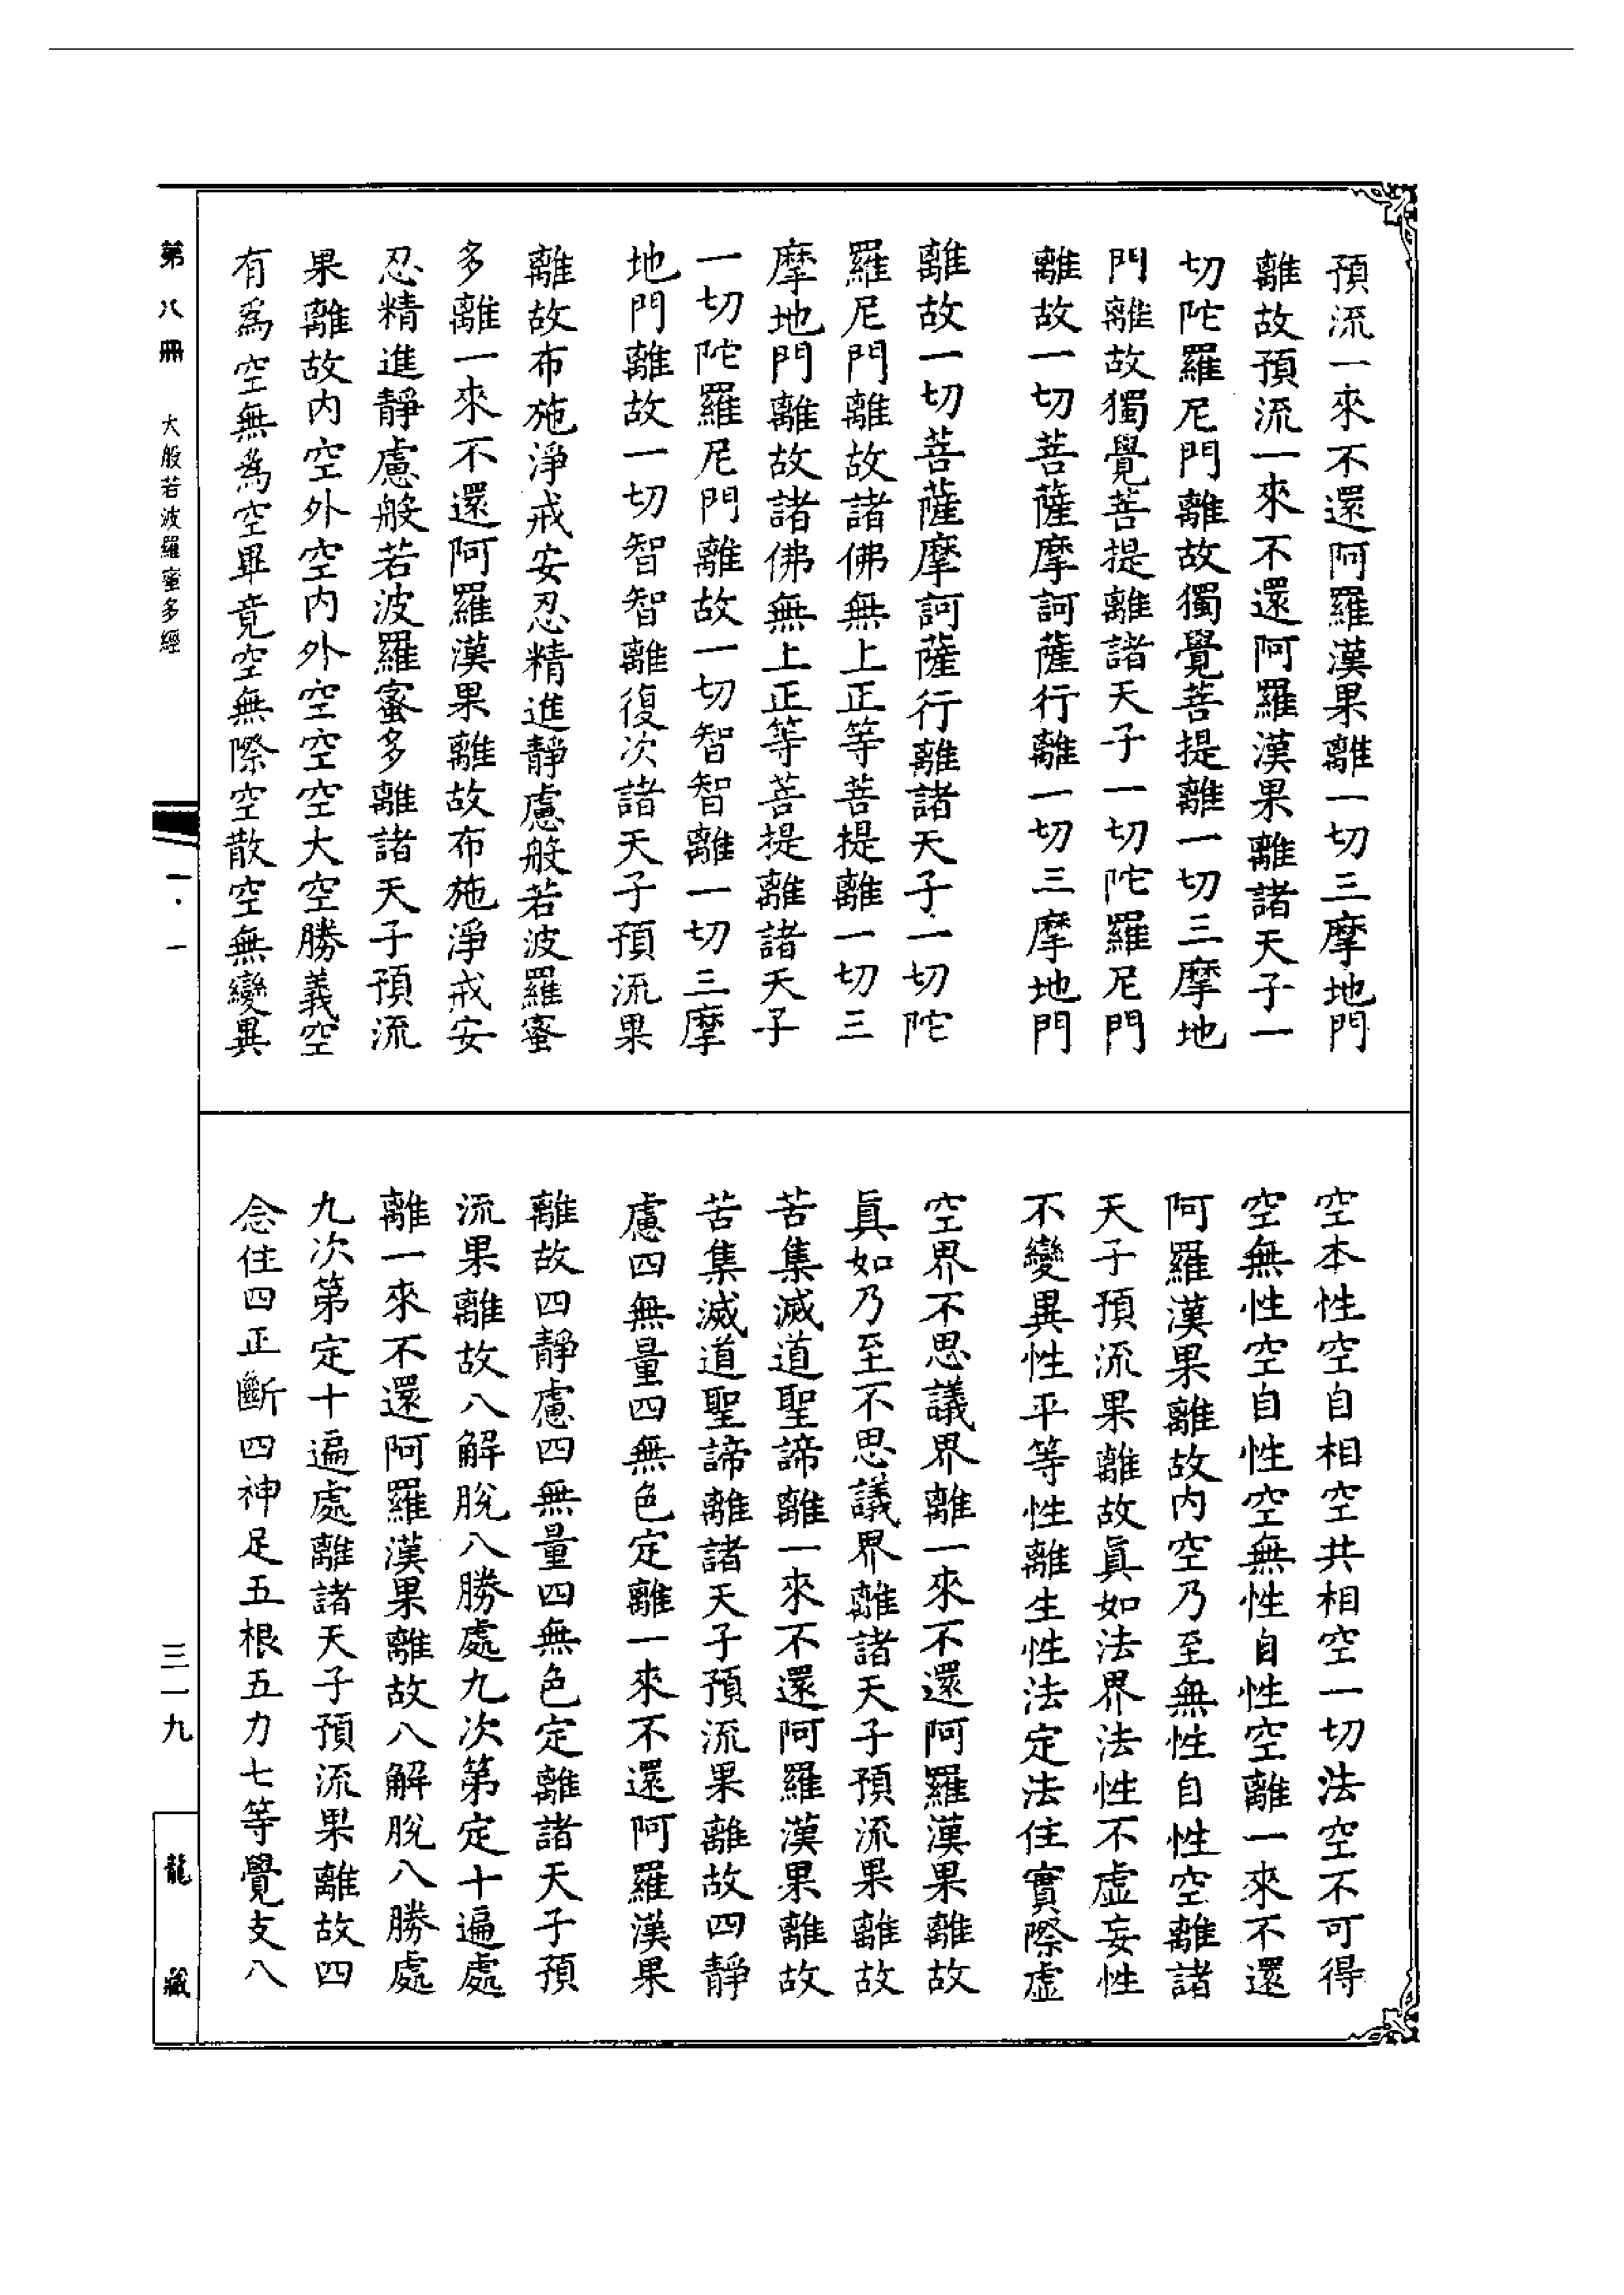 預流一來不還阿羅漢果離一切三摩地門
離故預流一來不還阿羅漢果離諸天子一
切陀羅尼門離故獨覺菩提離一切三摩地
門離故獨覺菩提離諸天子一切陀羅尼門
離故一切菩薩摩訶薩行離一切三摩地門
離故一切菩薩摩訶薩行離諸天子一切陀
羅尼門離故諸佛無上正等菩提離一切三
摩地門離故諸佛無上正等菩提離諸天子
一切陀羅尼門離故一切智智離一切三摩
地門離故一切智智離復次諸天子預流果
離故布施淨戒安忍精進靜慮般若波羅蜜
多離一來不還阿羅漢果離故布施淨戒安
忍精進靜慮般若波羅蜜多離諸天子預流
果離故內空外空內外空空空大空勝義空
有爲空無爲空畢竟空無際空散空無變異
空本性空自相空共相空一切法空不可得
空無性空自性空無性自性空離一來不還
阿羅漢果離故內空乃至無性自性空離諸
天子預流果離故眞如法界法性不虛妄性
不變異性平等性離生性法定法住實際虛
空界不思議界離一來不還阿羅漢果離故
眞如乃至不思議界離諸天子預流果離故
苦集滅道聖諦離一來不還阿羅漢果離故
苦集滅道聖諦離諸天子預流果離故四靜
慮四無量四無色定離一來不還阿羅漢果
離故四靜慮四無量四無色定離諸天子預
流果離故八解脫八勝處九次第定十遍處
離一來不還阿羅漢果離故八解脫八勝處
九次第定十遍處離諸天子預流果離故四
念住四正斷四神足五根五力七等覺支八
第八冊 大般若波羅蜜多經
一·一
三一九
龍藏